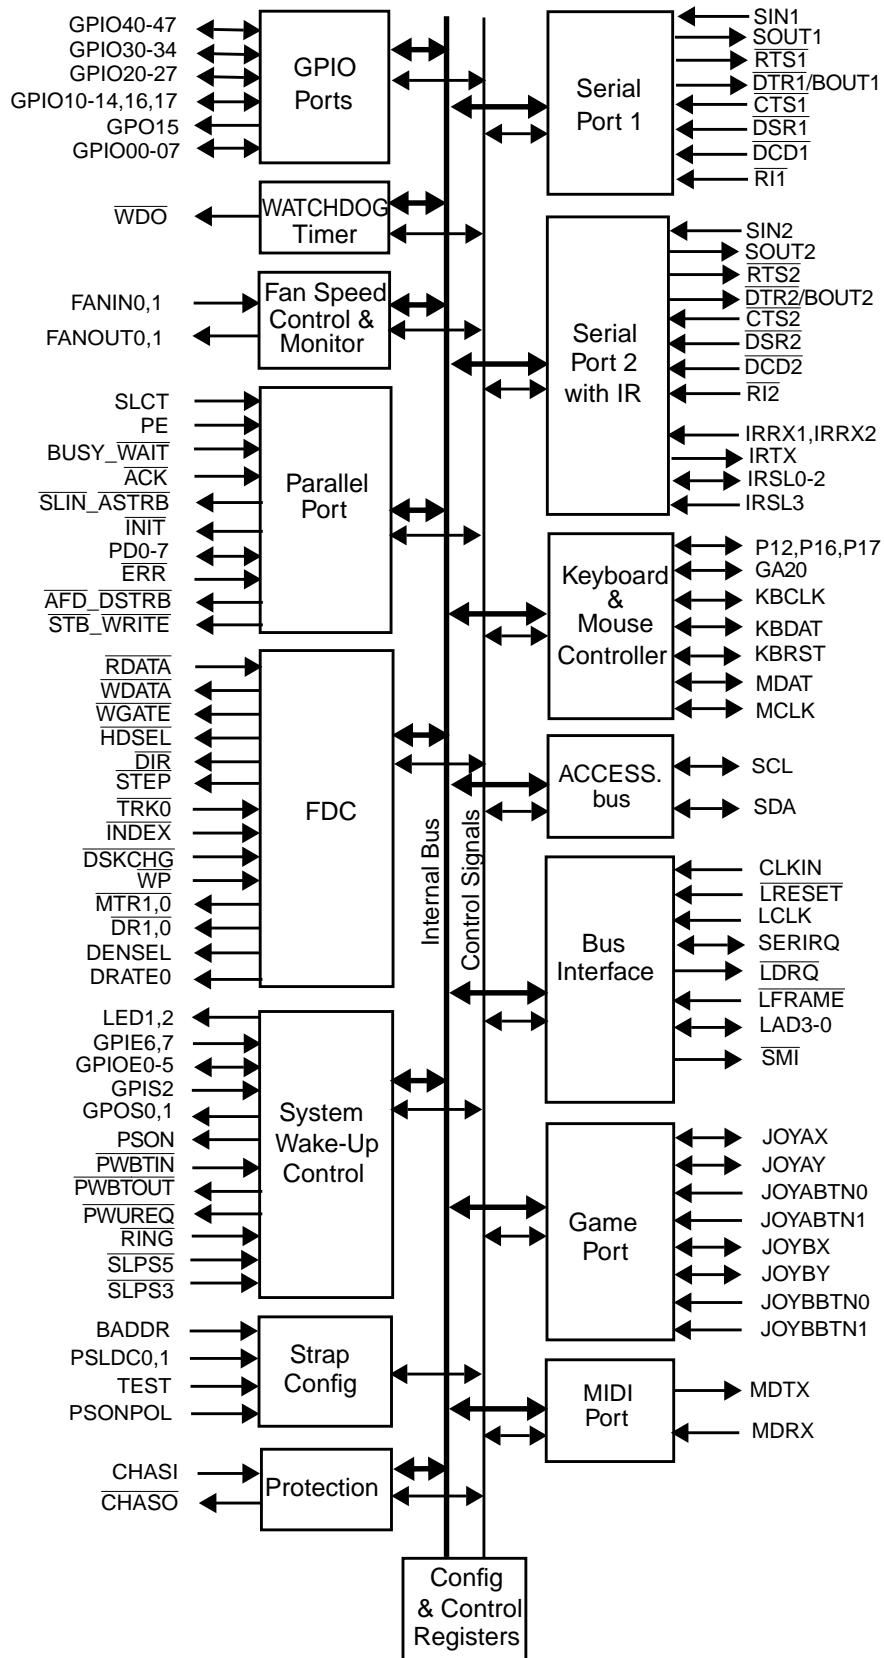 GPIO40-47
GPIO30-34
GPIO20-27
GPIO10-14,16,17
GPO15
GPIO00-07
GPIO
Ports
WDO
WATCHDOG
Timer
FANIN0,1
FANOUT0,1
Fan Speed
Control &
Monitor
SLCT
PE
BUSY_WAIT
ACK
SLIN_ASTRB
INIT
PD0-7
ERR
AFD_DSTRB
STB_WRITE
Parallel
Port
RDATA
WDATA
WGATE
HDSEL
DIR
STEP
TRK0
INDEX
DSKCHG
WP
MTR1,0
DR1,0
DENSEL
DRATE0
FDC
LED1,2
GPIE6,7
GPIOE0-5
GPIS2
GPOS0,1
PSON
PWBTIN
PWBTOUT
PWUREQ
RING
SLPS5
SLPS3
System
Wake-Up
Control
BADDR
PSLDC0,1
TEST
PSONPOL
Strap
Config
CHASI
CHASO
Protection
Internal Bus
Control Signals
Serial
Port 1
SIN1
SOUT1
RTS1
DTR1/BOUT1
CTS1
DSR1
DCD1
RI1
Serial
Port 2
with IR
SIN2
SOUT2
RTS2
DTR2/BOUT2
CTS2
DSR2
DCD2
RI2
IRRX1,IRRX2
IRTX
IRSL0-2
IRSL3
Keyboard
&
Mouse
Controller
P12,P16,P17
GA20
KBCLK
KBDAT
KBRST
MDAT
MCLK
ACCESS.
bus
SCL
SDA
Bus
Interface
CLKIN
LRESET
LCLK
SERIRQ
LDRQ
LFRAME
LAD3-0
SMI
Game
Port
JOYAX
JOYAY
JOYABTN0
JOYABTN1
JOYBX
JOYBY
JOYBBTN0
JOYBBTN1
MIDI
Port
MDTX
MDRX
Config
& Control
Registers